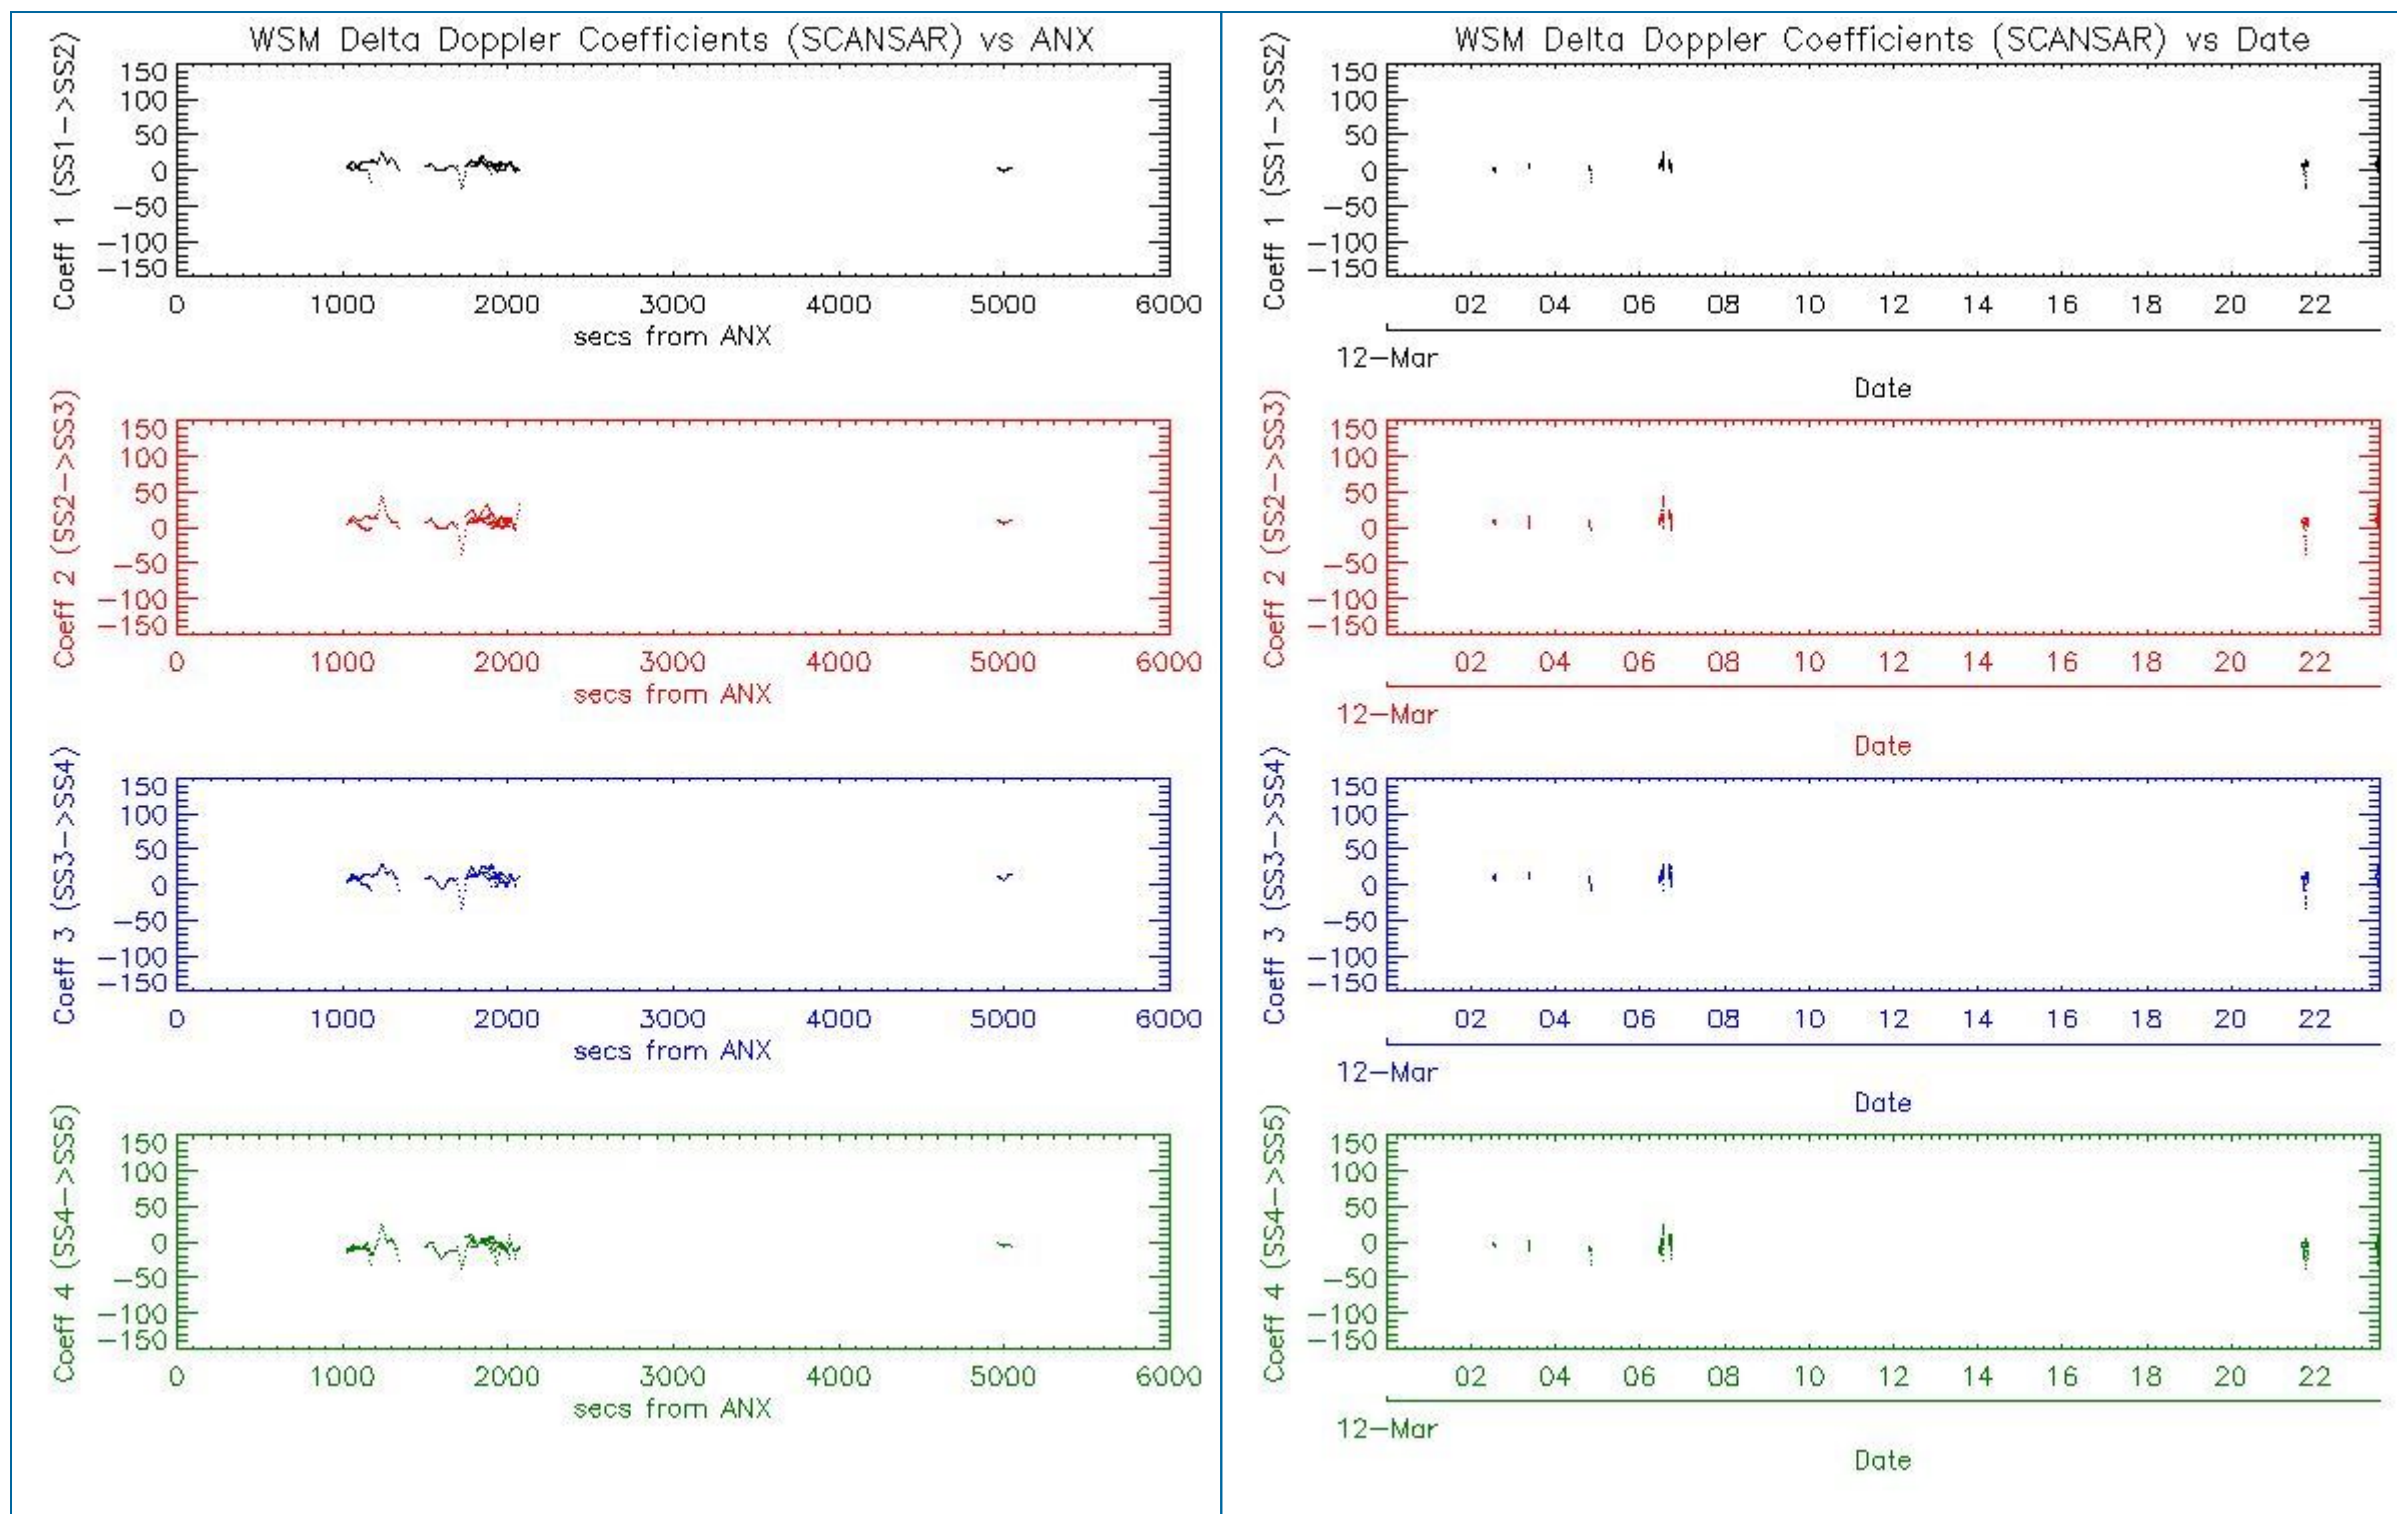 WSM Delta Doppler Coefficients (SCANSAR) vs ANX
Coeff 1 (SS1->SS2)
150
100
50
0
-50
-100
-150
0 1000 2000 3000 4000 5000 6000
secs from ANX
Coeff 2 (SS2->SS3)
150
100
50
0
-50
-100
-150
0 1000 2000 3000 4000 5000 6000
secs from ANX
Coeff 3 (SS3->SS4)
150
100
50
0
-50
-100
-150
0 1000 2000 3000 4000 5000 6000
secs from ANX
Coeff 4 (SS4->SS5)
150
100
50
0
-50
-100
-150
0 1000 2000 3000 4000 5000 6000
secs from ANX
WSM Delta Doppler Coefficients (SCANSAR) vs Date
Coeff 1 (SS1->SS2)
150
100
50
0
-50
-100
-150
02 04 06 08 10 12 14 16 18 20 22
12-Mar
Date
Coeff 2 (SS2->SS3)
150
100
50
0
-50
-100
-150
02 04 06 08 10 12 14 16 18 20 22
12-Mar
Date
Coeff 3 (SS3->SS4)
150
100
50
0
-50
-100
-150
02 04 06 08 10 12 14 16 18 20 22
12-Mar
Date
Coeff 4 (SS4->SS5)
150
100
50
0
-50
-100
-150
02 04 06 08 10 12 14 16 18 20 22
12-Mar
Date